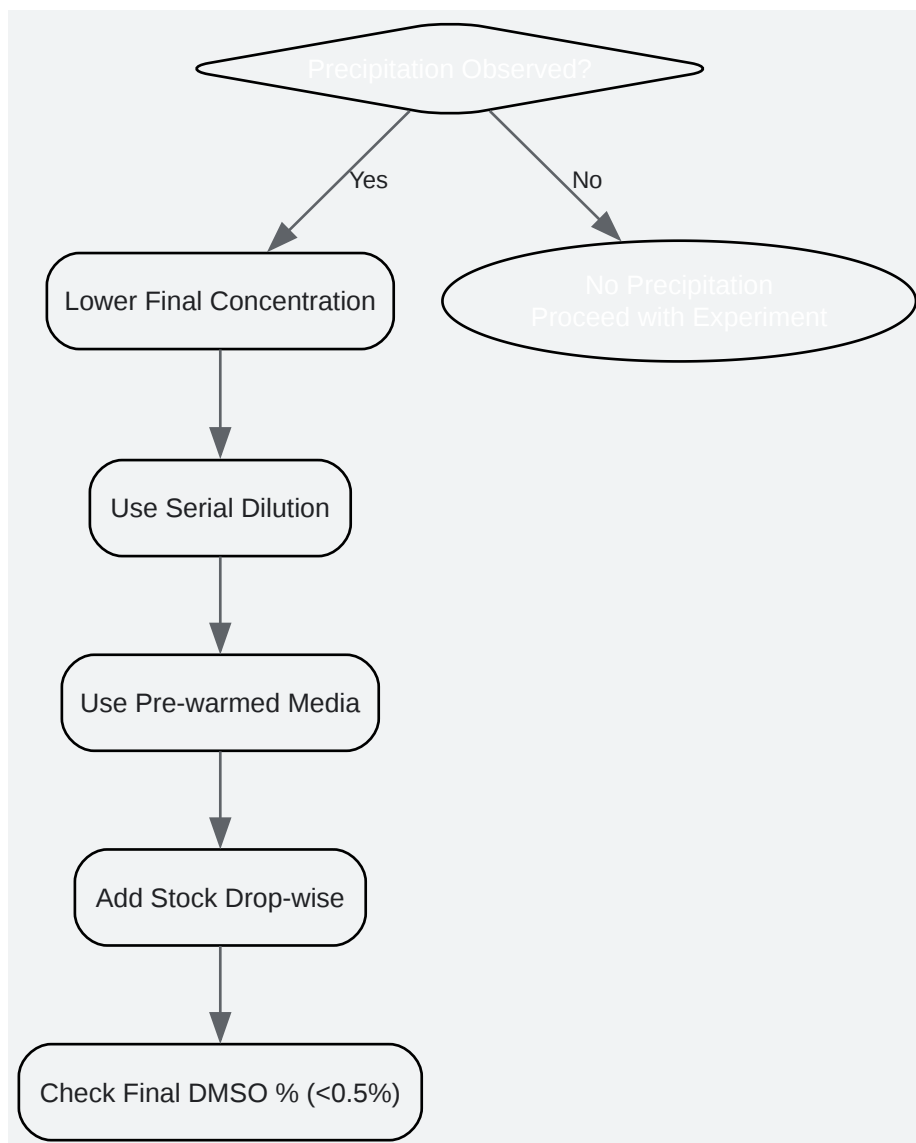 Precipitation Observed?
Yes
No
Lower Final Concentration
No Precipitation
Proceed with Experiment
Use Serial Dilution
Use Pre-warmed Media
Add Stock Drop-wise
Check Final DMSO % (<0.5%)